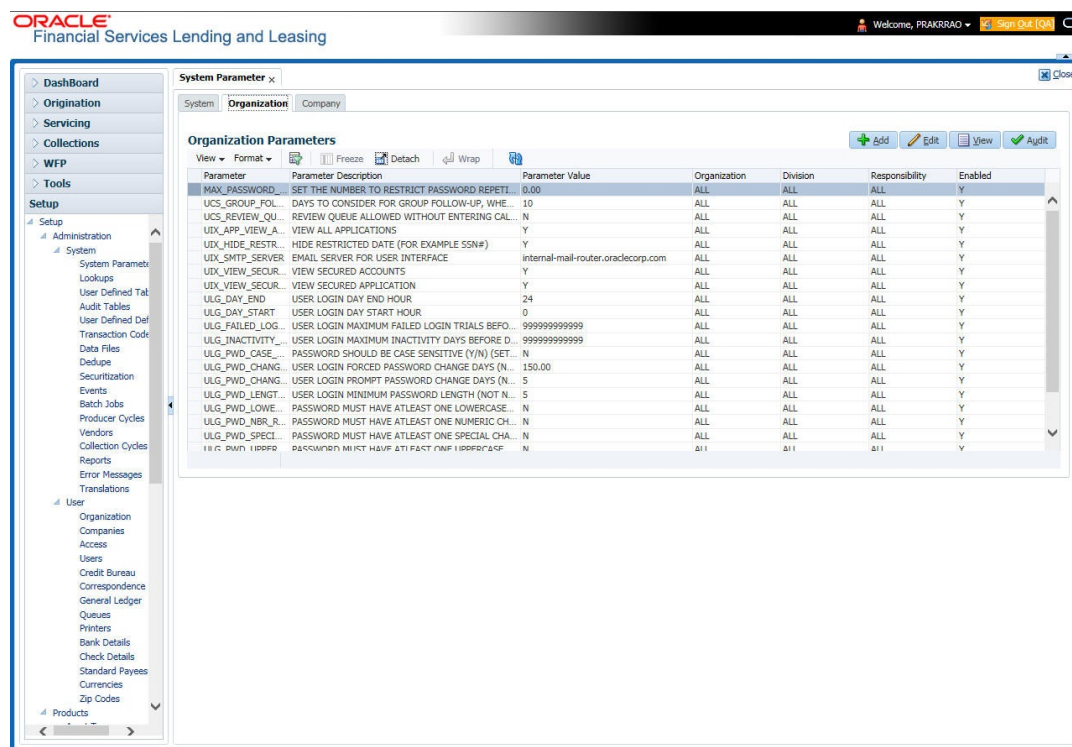 ORACLE
Financial Services Lending and Leasing
Welcome, PRAKRRAO
Sign Out [QA]
DashBoard
Origination
Servicing
Collections
WFP
Tools
Setup
Setup
Administration
System
System Paramete
Lookups
User Defined Tab
Audit Tables
User Defined Def
Transaction Code
Data Files
Dedupe
Securitization
Events
Batch Jobs
Producer Cycles
Vendors
Collection Cycles
Reports
Error Messages
Translations
User
Organization
Companies
Access
Users
Credit Bureau
Correspondence
General Ledger
Queues
Printers
Bank Details
Check Details
Standard Payees
Currencies
Zip Codes
Products
System Parameter x
Close
System Organization Company
Organization Parameters
Add Edit View Audit
View Format Freeze Detach Wrap
Parameter Parameter Description Parameter Value Organization Division Responsibility Enabled
MAX_PASSWORD_... SET THE NUMBER TO RESTRICT PASSWORD REPETI... 0.00 ALL ALL ALL Y
UCS_GROUP_FOL... DAYS TO CONSIDER FOR GROUP FOLLOW-UP, WHE... 10 ALL ALL ALL Y
UCS_REVIEW_QU... REVIEW QUEUE ALLOWED WITHOUT ENTERING CAL... N ALL ALL ALL Y
UIX_APP_VIEW_A... VIEW ALL APPLICATIONS Y ALL ALL ALL Y
UIX_HIDE_RESTR... HIDE RESTRICTED DATE (FOR EXAMPLE SSN#) Y ALL ALL ALL Y
UIX_SMTP_SERVER EMAIL SERVER FOR USER INTERFACE internal-mail-router.oraclecorp.com ALL ALL ALL Y
UIX_VIEW_SECUR... VIEW SECURED ACCOUNTS Y ALL ALL ALL Y
UIX_VIEW_SECUR... VIEW SECURED APPLICATION Y ALL ALL ALL Y
ULG_DAY_END USER LOGIN DAY END HOUR 24 ALL ALL ALL Y
ULG_DAY_START USER LOGIN DAY START HOUR 0 ALL ALL ALL Y
ULG_FAILED_LOG... USER LOGIN MAXIMUM FAILED LOGIN TRIALS BEFO... 999999999999 ALL ALL ALL Y
ULG_INACTIVITY_... USER LOGIN MAXIMUM INACTIVITY DAYS BEFORE D... 999999999999 ALL ALL ALL Y
ULG_PWD_CASE_... PASSWORD SHOULD BE CASE SENSITIVE (Y/N) (SET... N ALL ALL ALL Y
ULG_PWD_CHANG... USER LOGIN FORCED PASSWORD CHANGE DAYS (N... 150.00 ALL ALL ALL Y
ULG_PWD_CHANG... USER LOGIN PROMPT PASSWORD CHANGE DAYS (N... 5 ALL ALL ALL Y
ULG_PWD_LENGT... USER LOGIN MINIMUM PASSWORD LENGTH (NOT N... 5 ALL ALL ALL Y
ULG_PWD_LOWE... PASSWORD MUST HAVE ATLEAST ONE LOWERCASE... N ALL ALL ALL Y
ULG_PWD_NBR_R... PASSWORD MUST HAVE ATLEAST ONE NUMERIC CH... N ALL ALL ALL Y
ULG_PWD_SPECI... PASSWORD MUST HAVE ATLEAST ONE SPECIAL CHA... N ALL ALL ALL Y
ULG_PWD_UPPER... PASSWORD MUST HAVE ATLEAST ONE UPPERCASE... N ALL ALL ALL Y